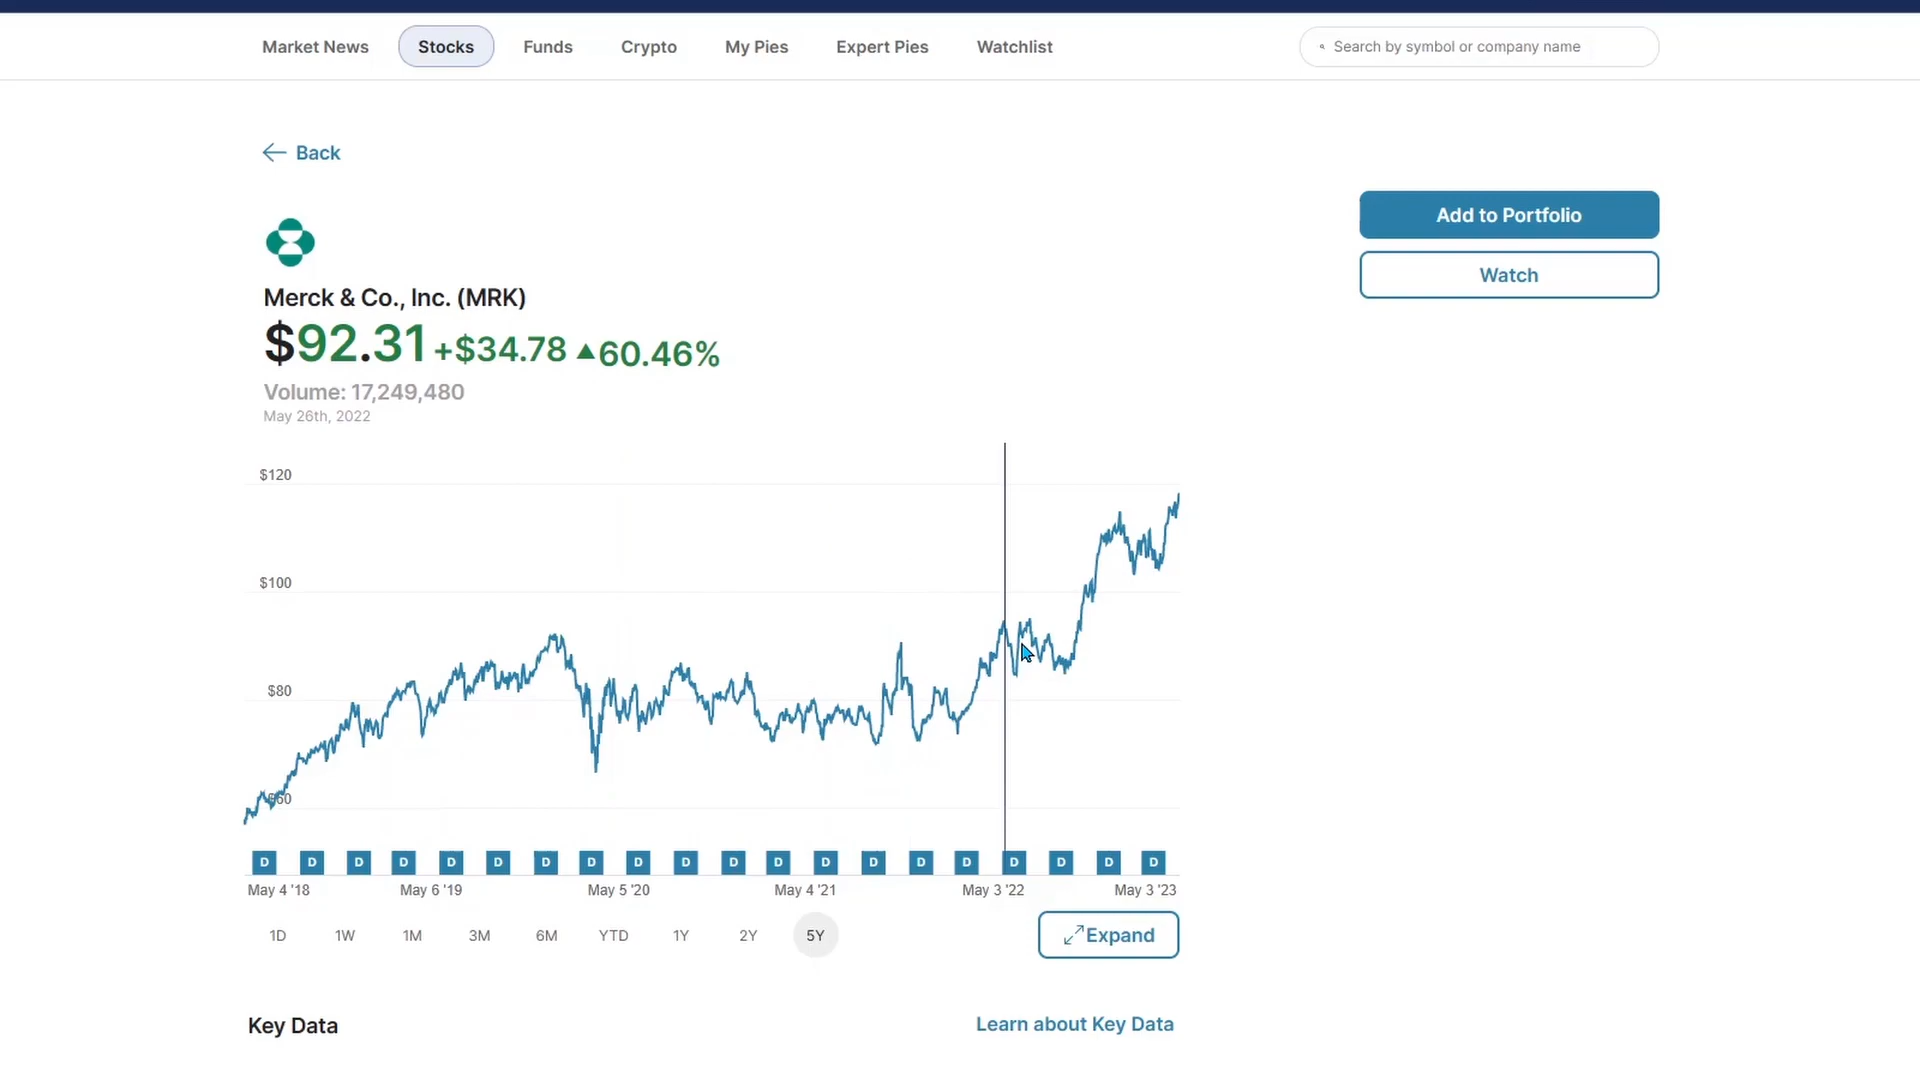 Market News Stocks Funds Crypto My Pies Expert Pies Watchlist Search by symbol or company name
Back
Add to Portfolio
Watch
Merck & Co., Inc. (MRK)
$92.31 +$34.78 ▲60.46%
Volume: 17,249,480
May 26th, 2022
$120
$100
$80
$60
D D D D D D D D D D D D D D D D D D D D
May 4 '18 May 6 '19 May 5 '20 May 4 '21 May 3 '22 May 3 '23
1D 1W 1M 3M 6M YTD 1Y 2Y 5Y Expand
Key Data Learn about Key Data